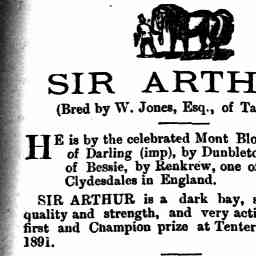 SIR ARTH
(Bred by W. Jones, Esq., of Ta
HE is by the celebrated Mont Blo
of Darling (imp), by Dunbleto
of Bessie, by Renkrew, one o
Clydesdales in England.
SIR ARTHUR is a dark bay, s
quality and strength, and very acti
first and Champion prize at Tenter
1891.